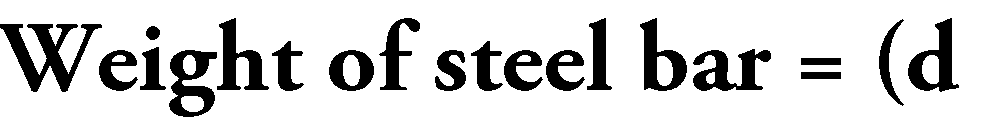 Weight of steel bar = (d